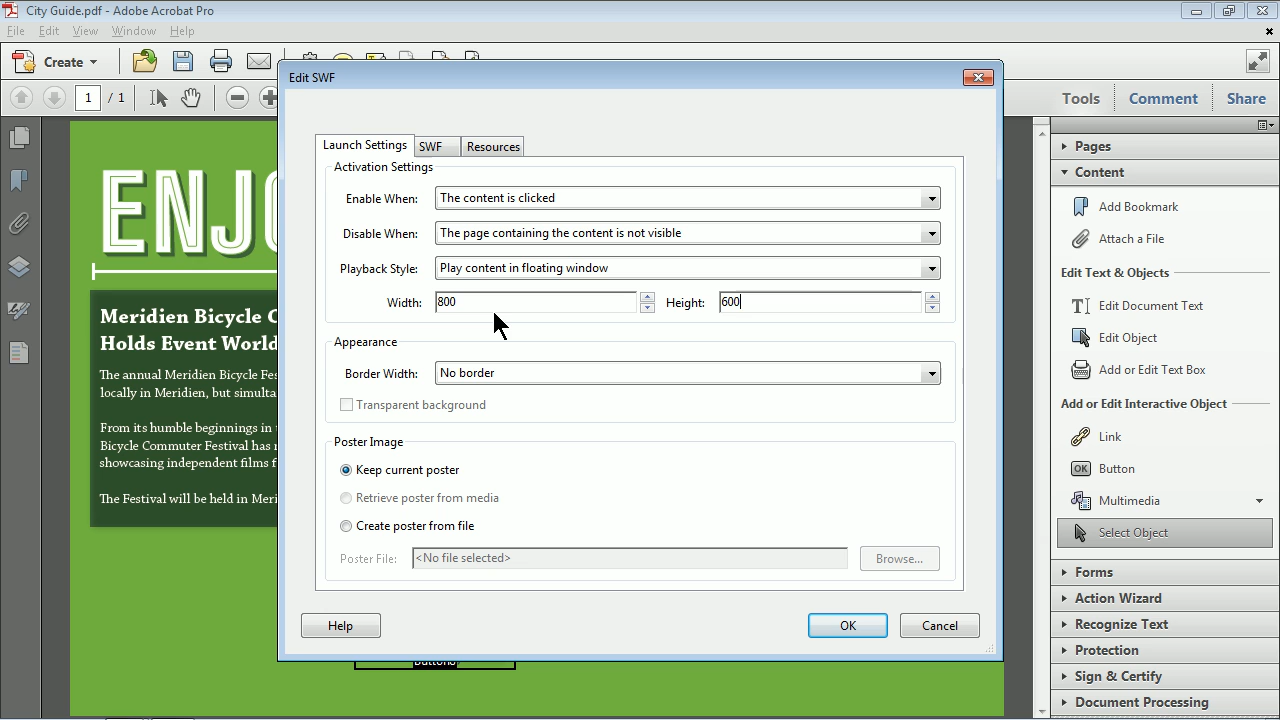 City Guide.pdf - Adobe Acrobat Pro
File Edit View Window Help
Create
1 / 1
Tools Comment Share
Edit SWF
Launch Settings SWF Resources
Activation Settings
Enable When: The content is clicked
Disable When: The page containing the content is not visible
Playback Style: Play content in floating window
Width: 800 Height: 600
Appearance
Border Width: No border
Transparent background
Poster Image
Keep current poster
Retrieve poster from media
Create poster from file
Poster File: <No file selected> Browse...
Help OK Cancel
ENJO
Meridien Bicycle C
Holds Event World
The annual Meridien Bicycle Fes
locally in Meridien, but simulta
From its humble beginnings in
Bicycle Commuter Festival has
showcasing independent films f
The Festival will be held in Meri
Buttons
Pages
Content
Add Bookmark
Attach a File
Edit Text & Objects
Edit Document Text
Edit Object
Add or Edit Text Box
Add or Edit Interactive Object
Link
OK Button
Multimedia
Select Object
Forms
Action Wizard
Recognize Text
Protection
Sign & Certify
Document Processing